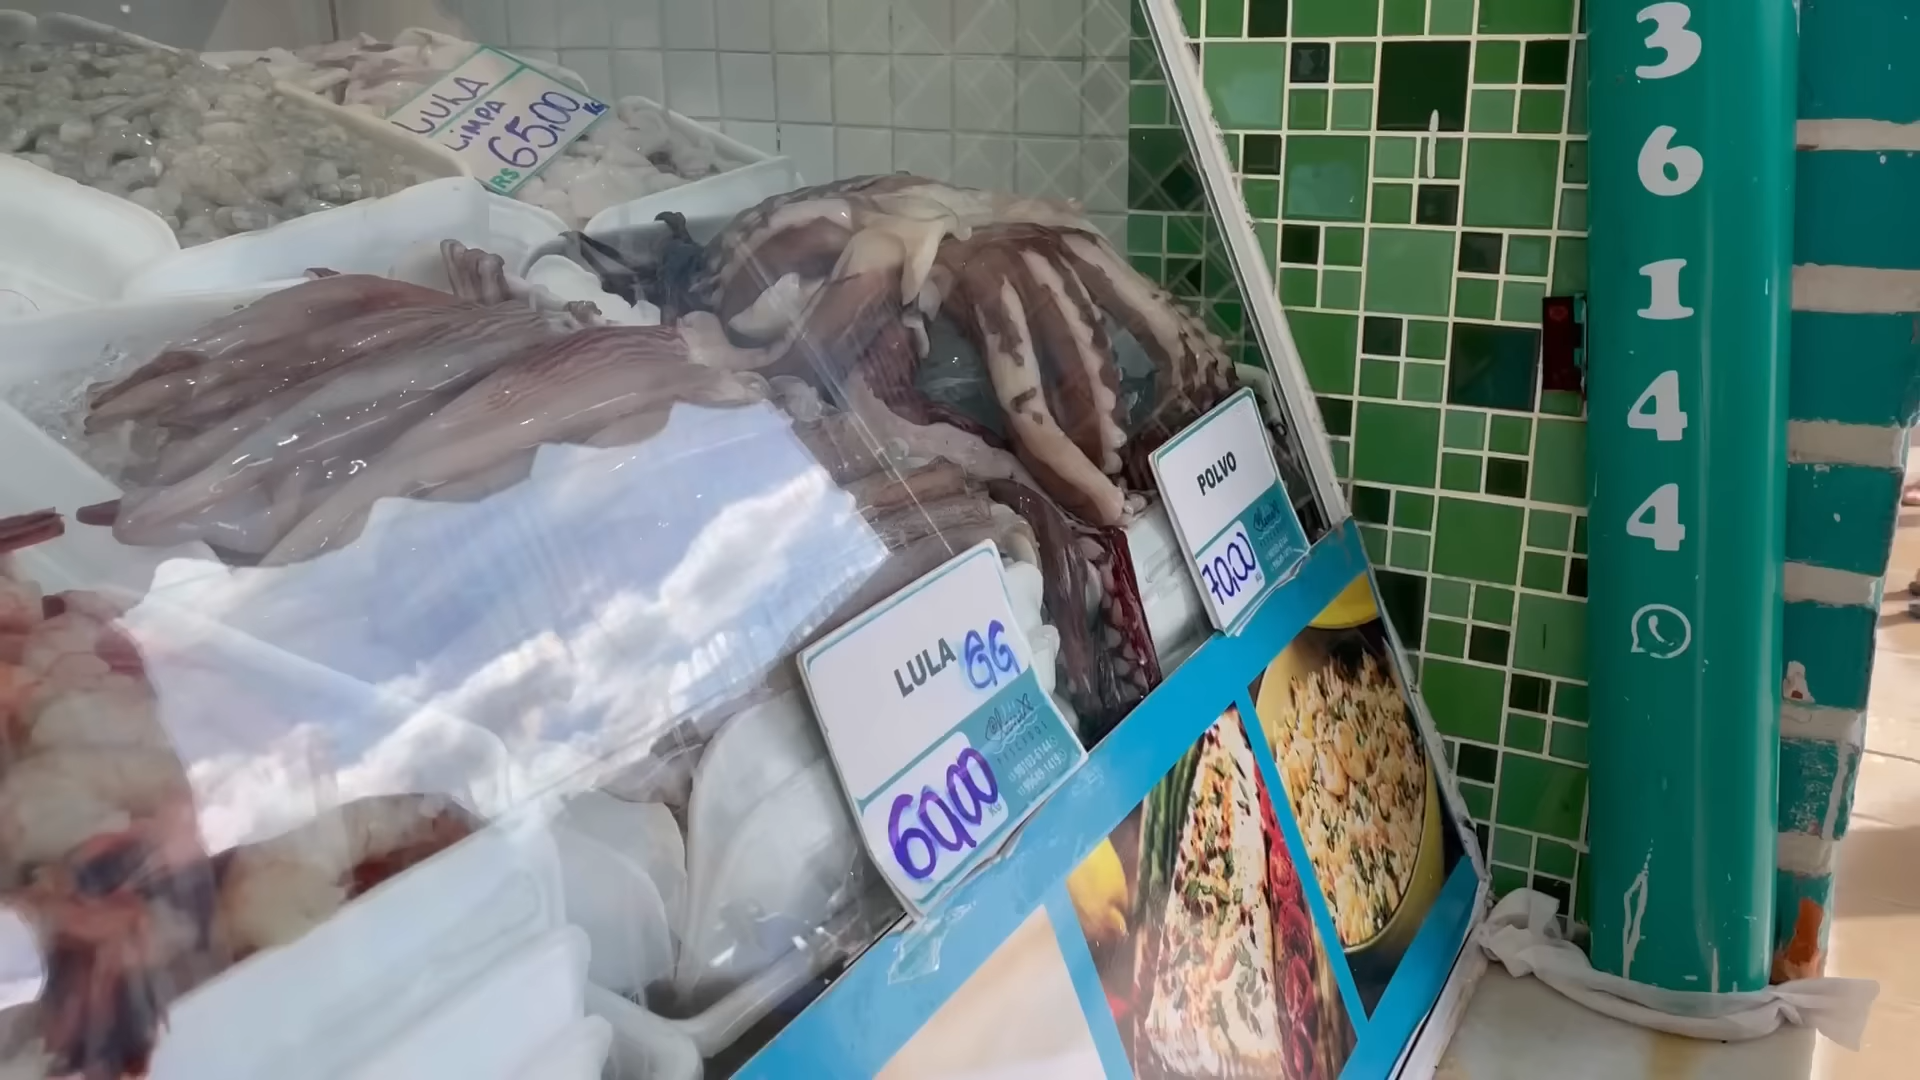 LULA
LIMPA
R$ 65,00 KG
LULA GG
60,00
KG
POLVO
70,00
3
6
1
4
4